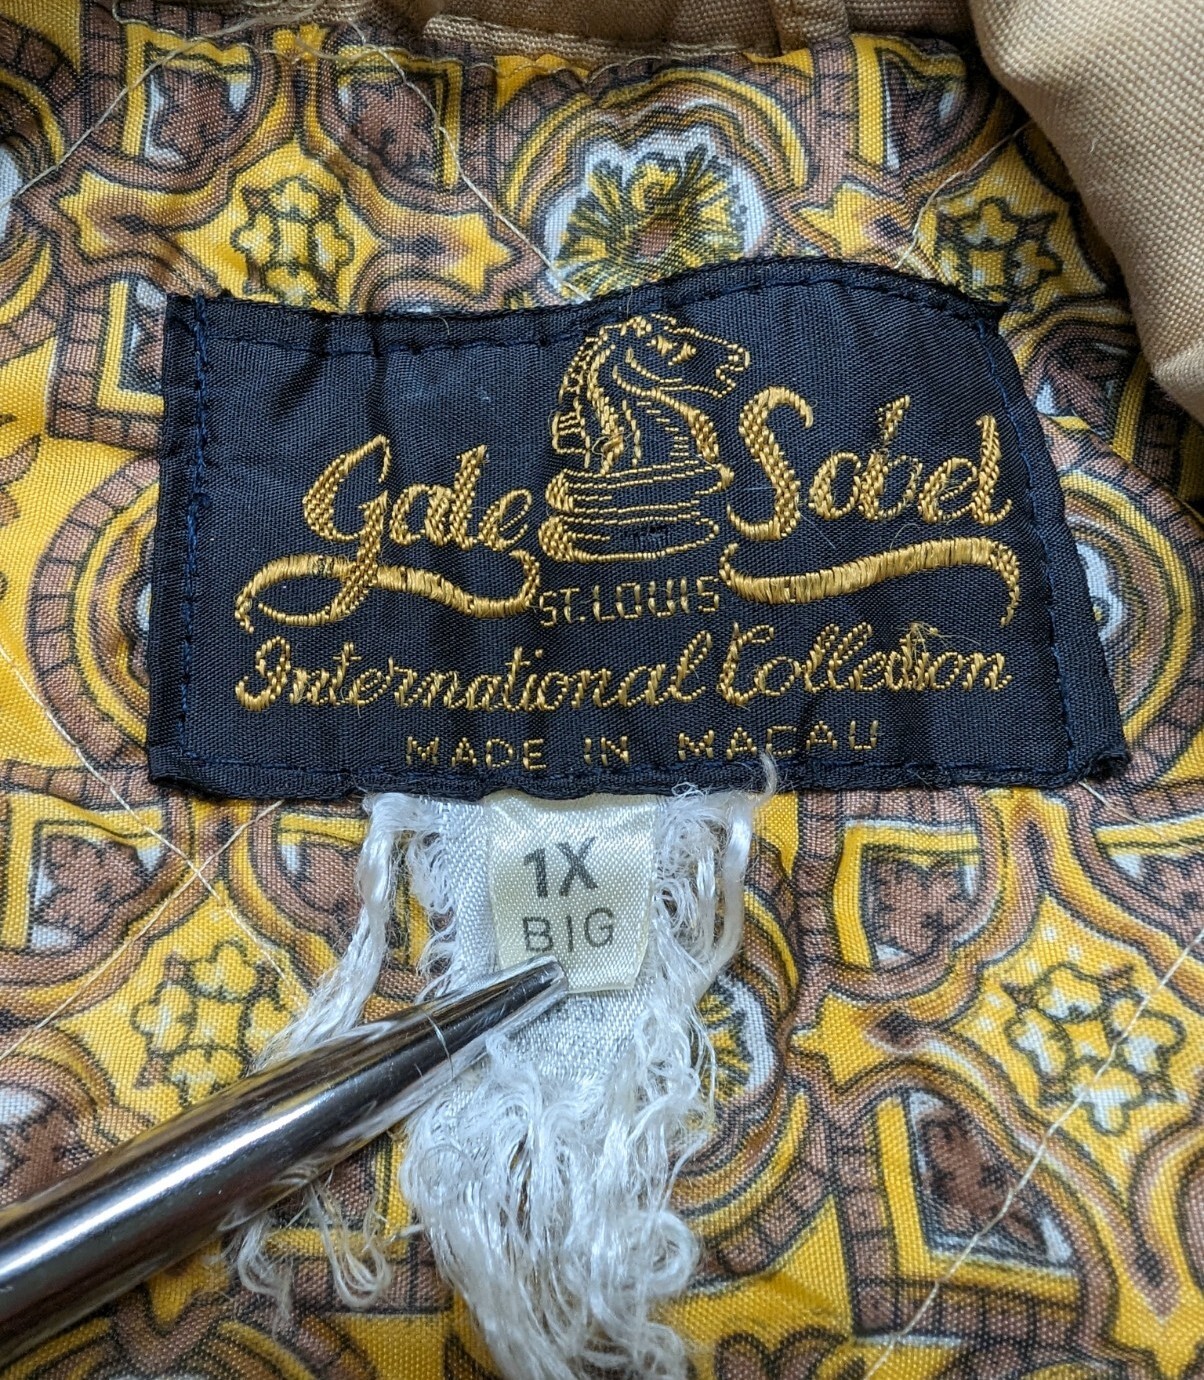 Gale Sobel
ST. LOUIS
International Collection
MADE IN MACAU
1X
BIG